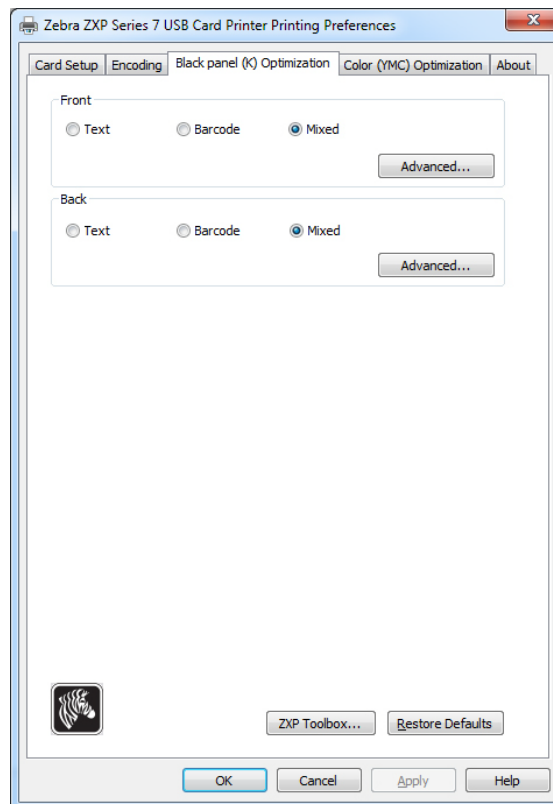 Zebra ZXP Series 7 USB Card Printer Printing Preferences
Card Setup Encoding Black panel (K) Optimization Color (YMC) Optimization About
Front
Text Barcode Mixed
Advanced...
Back
Text Barcode Mixed
Advanced...
ZXP Toolbox... Restore Defaults
OK Cancel Apply Help